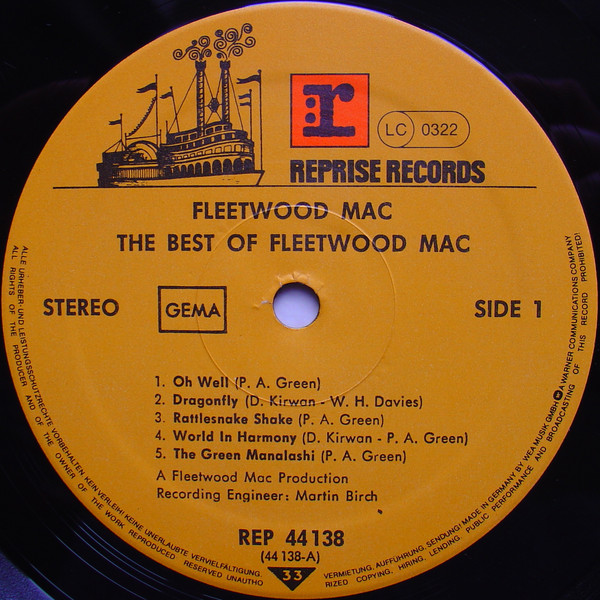 r
LC 0322
REPRISE RECORDS
FLEETWOOD MAC
THE BEST OF FLEETWOOD MAC
STEREO
GEMA
SIDE 1
1. Oh Well (P. A. Green)
2. Dragonfly (D. Kirwan - W. H. Davies)
3. Rattlesnake Shake (P. A. Green)
4. World In Harmony (D. Kirwan - P. A. Green)
5. The Green Manalashi (P. A. Green)
A Fleetwood Mac Production
Recording Engineer: Martin Birch
REP 44 138
(44 138-A)
33
ALLE URHEBER- UND LEISTUNGSSCHUTZRECHTE VORBEHALTEN KEIN VERLEIH! KEINE UNERLAUBTE VERVIELFÄLTIGUNG,
VERMIETUNG, AUFFÜHRUNG, SENDUNG! MADE IN GERMANY BY WEA MUSIK GMBH A WARNER COMMUNICATIONS COMPANY
ALL RIGHTS OF THE PRODUCER AND OF THE OWNER OF THE WORK REPRODUCED RESERVED UNAUTHO
RIZED COPYING, HIRING, LENDING, PUBLIC PERFORMANCE AND BROADCASTING OF THIS RECORD PROHIBITED!